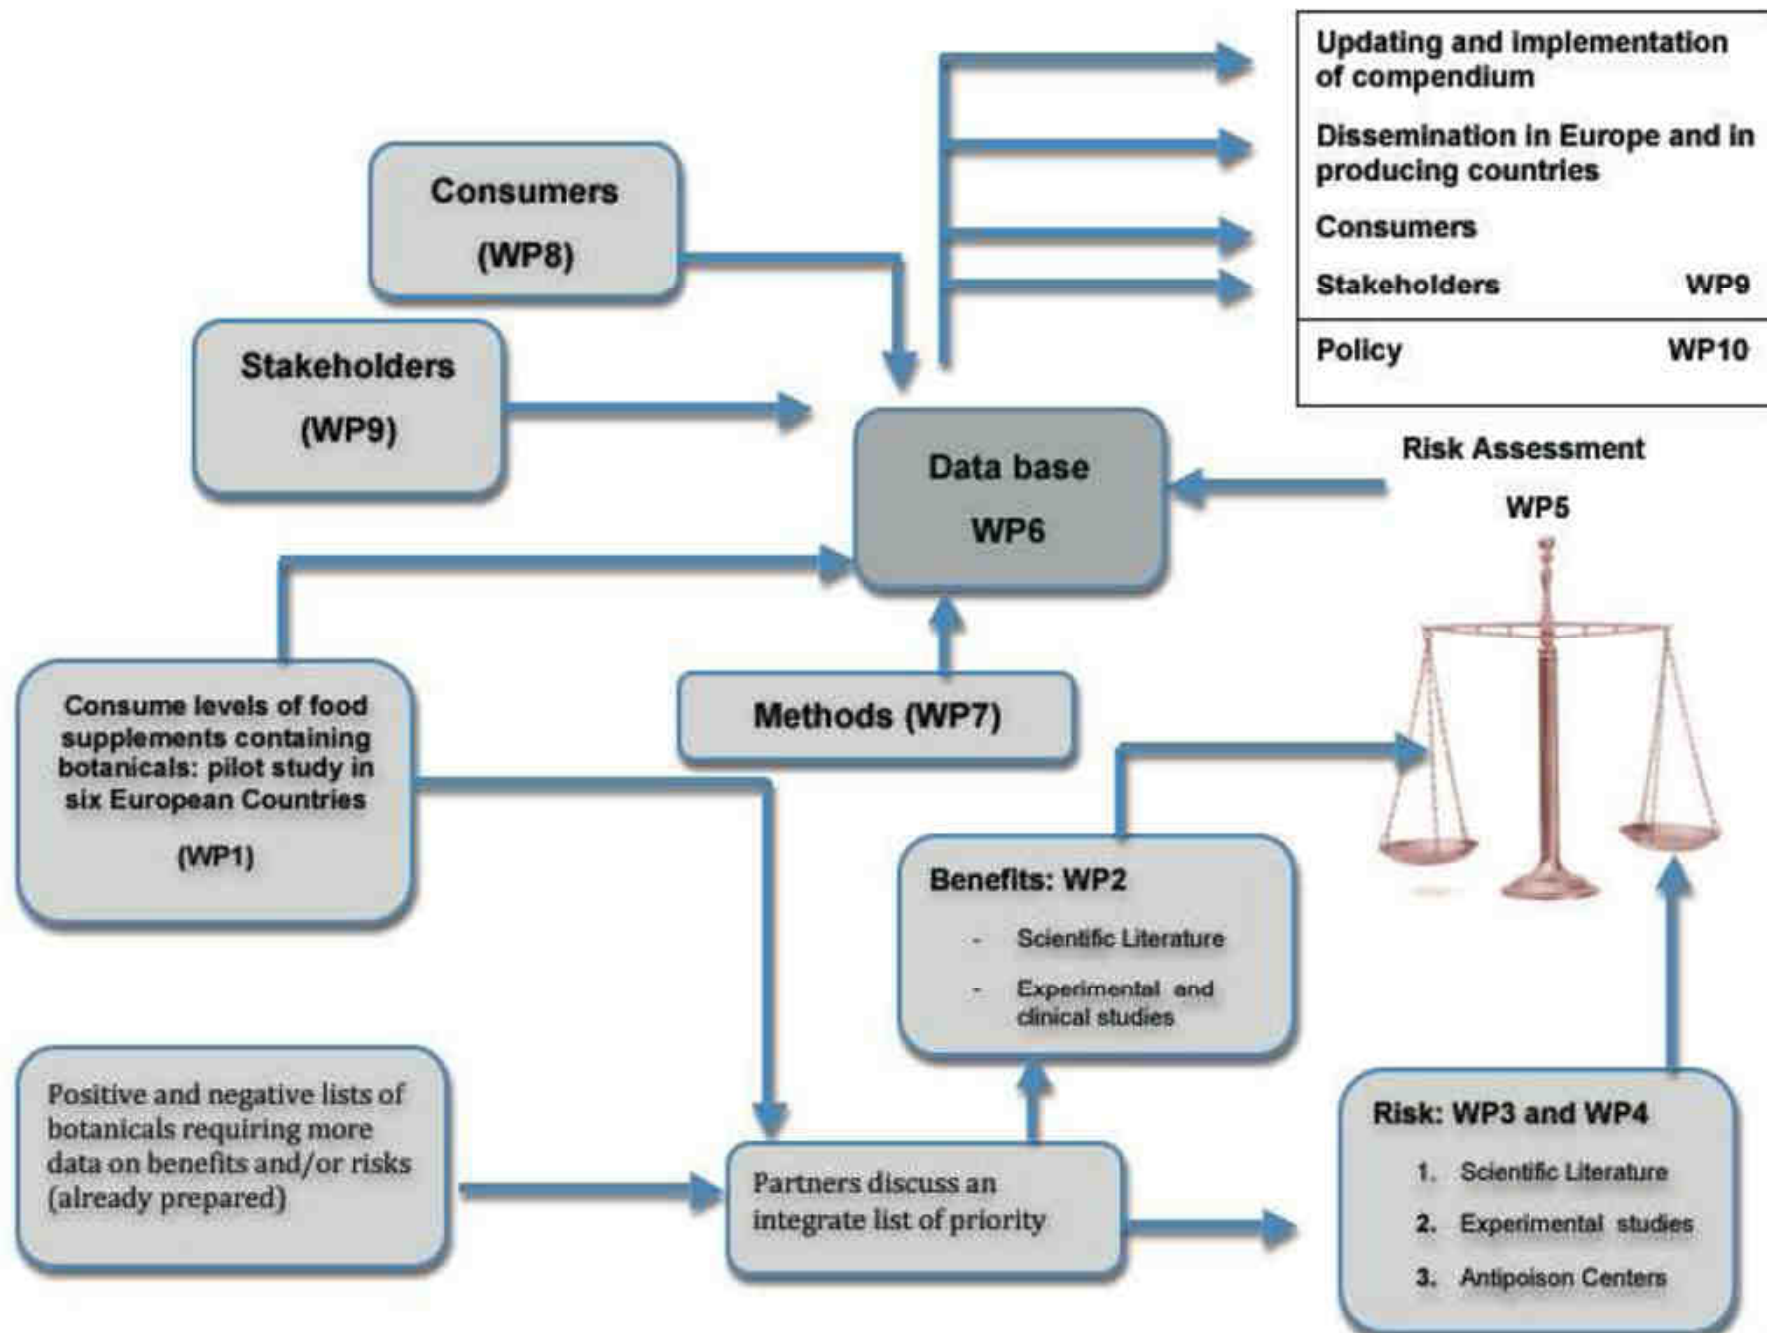 Updating and implementation
of compendium
Dissemination in Europe and in
producing countries
Consumers
Stakeholders WP9
Policy WP10
Consumers
(WP8)
Stakeholders
(WP9)
Data base
WP6
Risk Assessment
WP5
Consume levels of food
supplements containing
botanicals: pilot study in
six European Countries
(WP1)
Methods (WP7)
Benefits: WP2
- Scientific Literature
- Experimental and
clinical studies
Positive and negative lists of
botanicals requiring more
data on benefits and/or risks
(already prepared)
Partners discuss an
integrate list of priority
Risk: WP3 and WP4
1. Scientific Literature
2. Experimental studies
3. Antipoison Centers